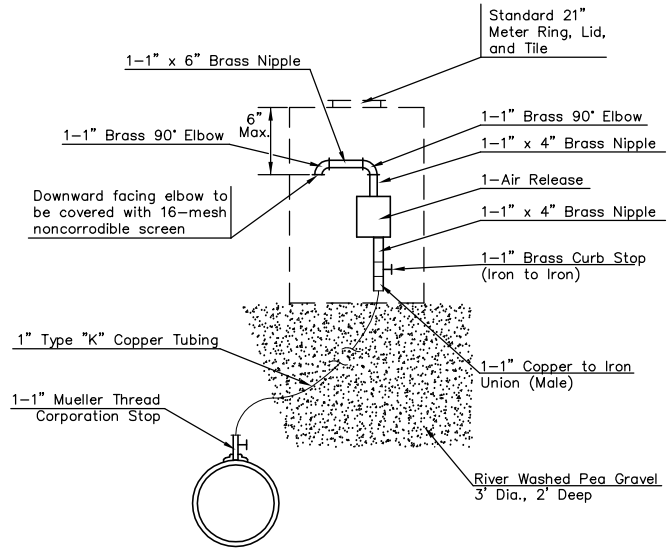 Standard 21"
Meter Ring, Lid,
and Tile
1-1" x 6" Brass Nipple
6"
Max.
1-1" Brass 90° Elbow
1-1" Brass 90° Elbow
1-1" x 4" Brass Nipple
1-Air Release
Downward facing elbow to
be covered with 16-mesh
noncorrodible screen
1-1" x 4" Brass Nipple
1-1" Brass Curb Stop
(Iron to Iron)
1" Type "K" Copper Tubing
1-1" Copper to Iron
Union (Male)
1-1" Mueller Thread
Corporation Stop
River Washed Pea Gravel
3' Dia., 2' Deep